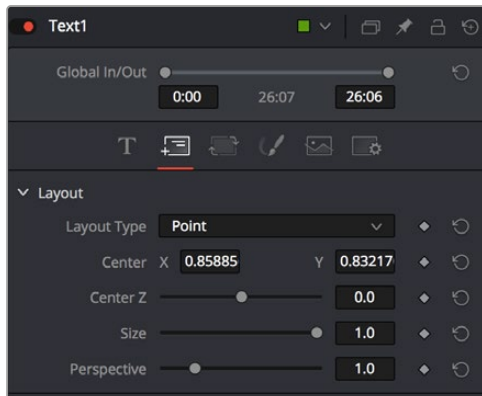 Text1
Global In/Out
0:00 26:07 26:06
T
Layout
Layout Type Point
Center X 0.85885 Y 0.83217
Center Z 0.0
Size 1.0
Perspective 1.0